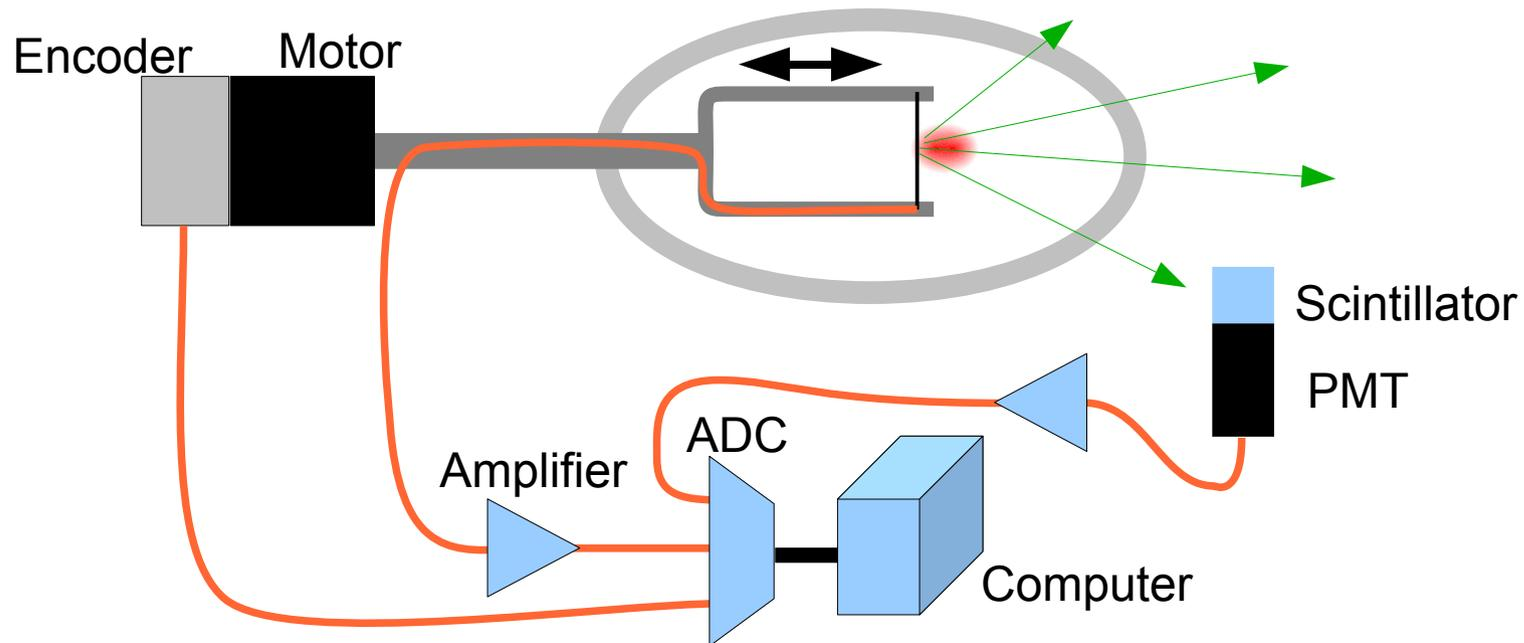 Encoder
Motor
Scintillator
PMT
ADC
Amplifier
Computer